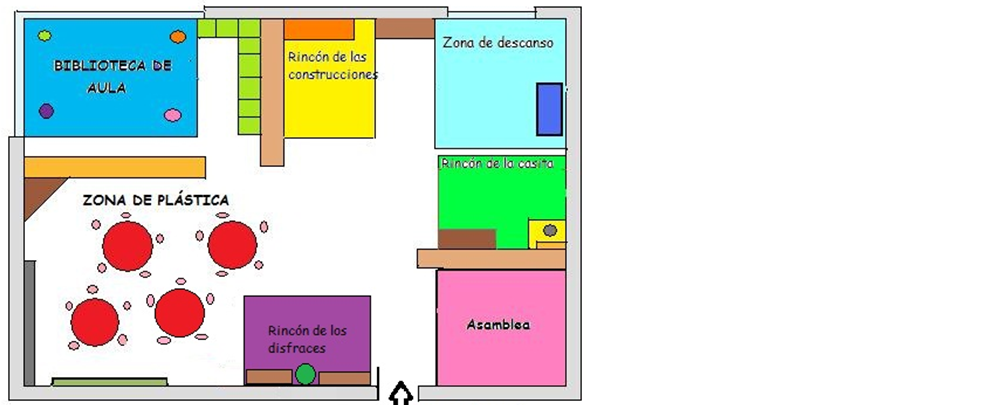 BIBLIOTECA DE
AULA
Rincón de las
construcciones
Zona de descanso
Rincón de la casita
ZONA DE PLÁSTICA
Rincón de los
disfraces
Asamblea